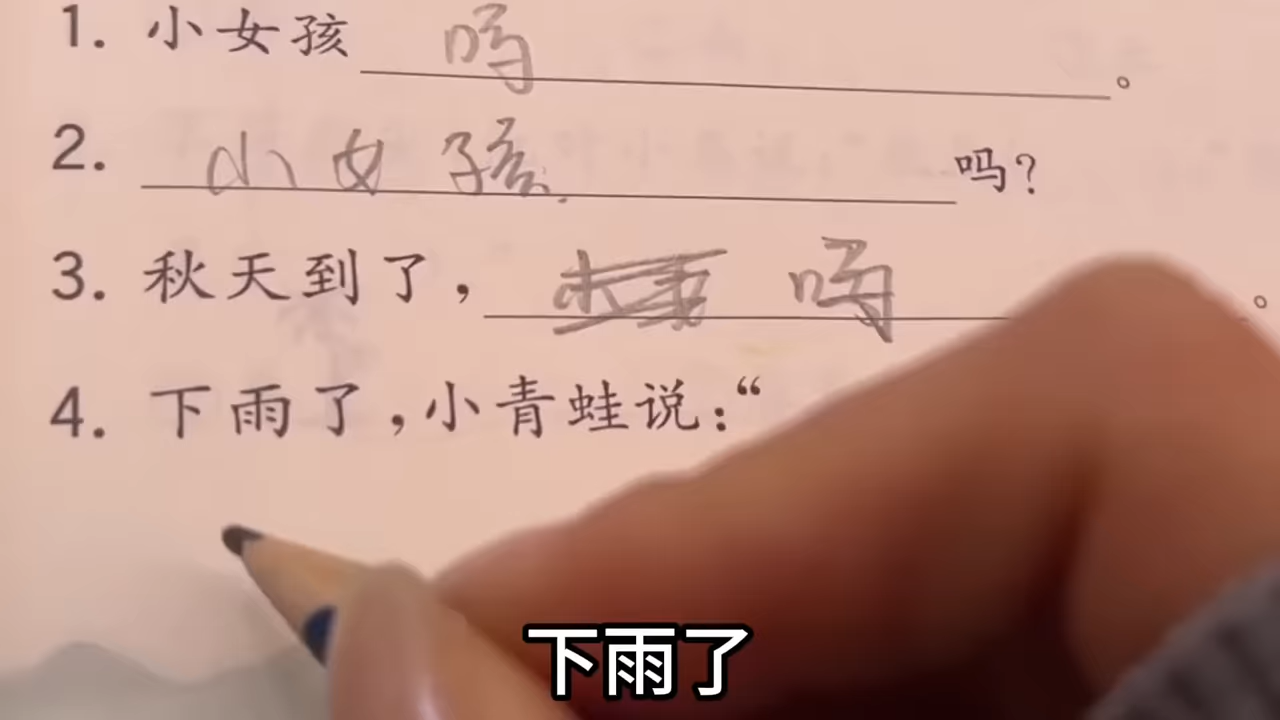 1. 小女孩 吗 。
2. 小女孩. 吗？
3. 秋天到了， 吗 。
4. 下雨了，小青蛙说：“
下雨了